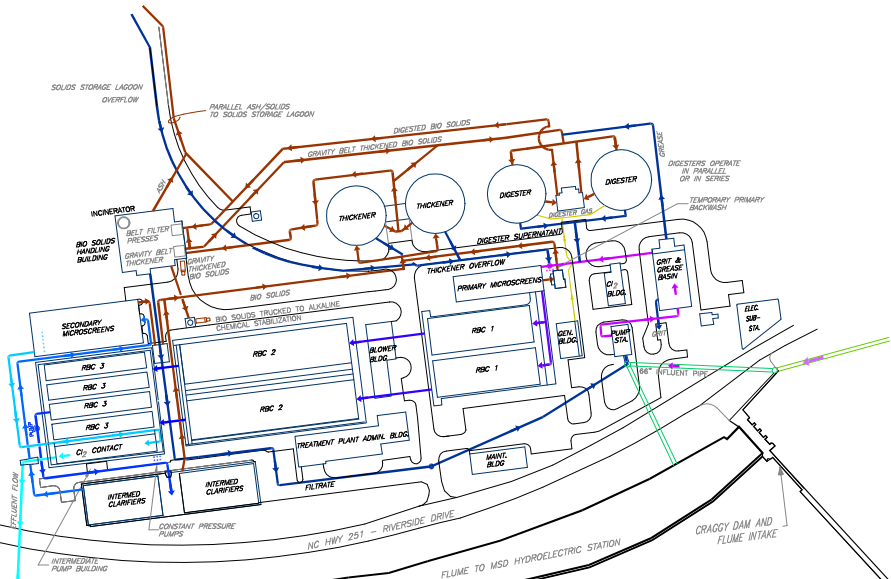 SOLIDS STORAGE LAGOON
OVERFLOW
PARALLEL ASH/SOLIDS
TO SOLIDS STORAGE LAGOON
DIGESTED BIO SOLIDS
GRAVITY BELT THICKENED BIO SOLIDS
GREASE
DIGESTERS OPERATE
IN PARALLEL
OR IN SERIES
ASH
INCINERATOR
THICKENER
THICKENER
DIGESTER
DIGESTER
TEMPORARY PRIMARY
BACKWASH
DIGESTER GAS
BELT FILTER
PRESSES
BIO SOLIDS
HANDLING
BUILDING
GRAVITY BELT
THICKENER
GRAVITY
THICKENED
BIO SOLIDS
DIGESTER SUPERNATANT
THICKENER OVERFLOW
GRIT &
GREASE
BASIN
PRIMARY MICROSCREENS
Cl2
BLDG.
BIO SOLIDS
BIO SOLIDS TRUCKED TO ALKALINE
CHEMICAL STABILIZATION
ELEC.
SUB-
STA.
SECONDARY
MICROSCREENS
RBC 1
GEN.
BLDG.
PUMP
STA.
GRIT
RBC 2
BLOWER
BLDG.
RBC 3
RBC 1
66" INFLUENT PIPE
RBC 3
RBC 3
RBC 2
RBC 3
PUMP
TREATMENT PLANT ADMIN. BLDG.
Cl2 CONTACT
MAINT.
BLDG.
INTERMED
CLARIFIERS
INTERMED
CLARIFIERS
FILTRATE
EFFLUENT FLOW
CONSTANT PRESSURE
PUMPS
NC HWY 251 - RIVERSIDE DRIVE
CRAGGY DAM AND
FLUME INTAKE
INTERMEDIATE
PUMP BUILDING
FLUME TO MSD HYDROELECTRIC STATION